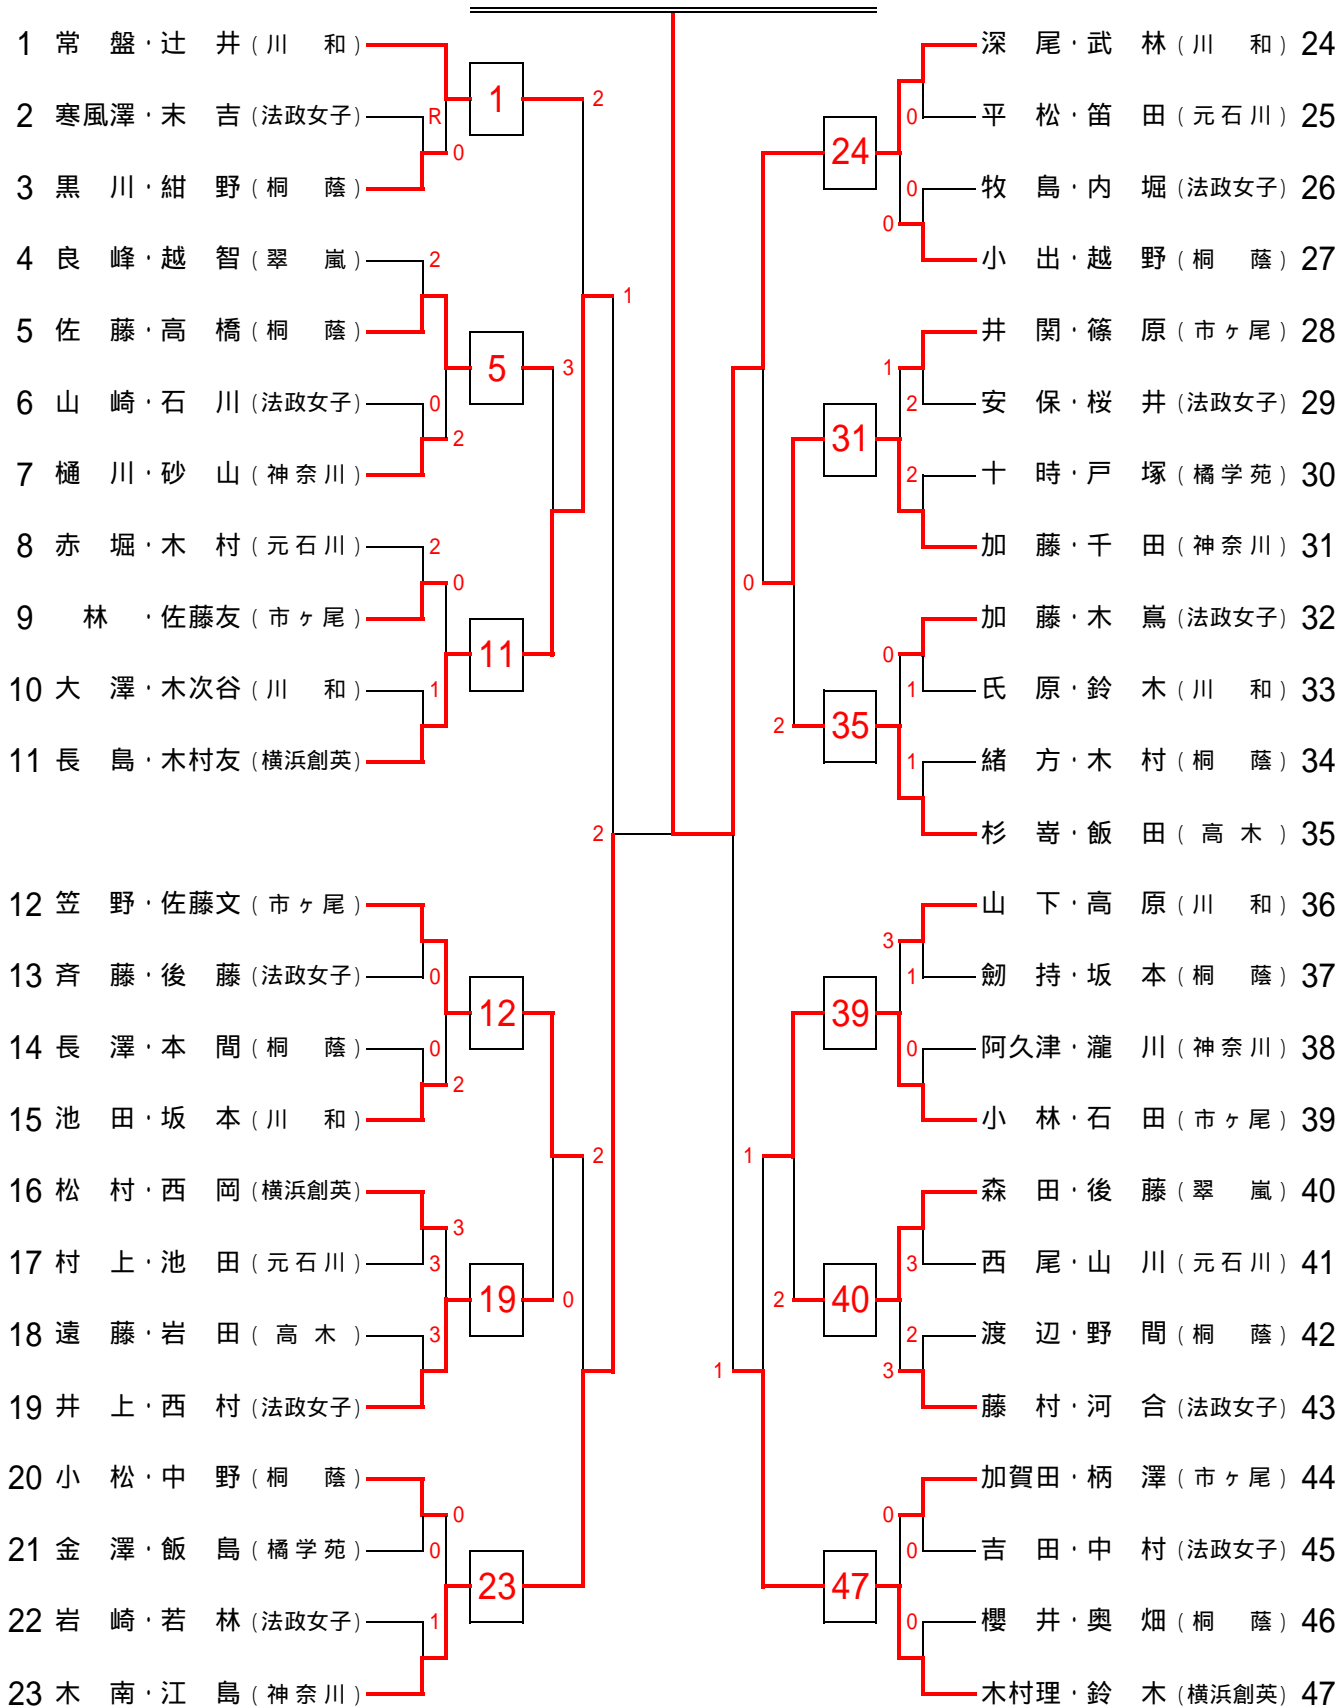 1 常 盤・辻 井 (川 和)
2 寒風澤・末 吉 (法政女子)
3 黒 川・紺 野 (桐 蔭)
4 良 峰・越 智 (翠 嵐)
5 佐 藤・高 橋 (桐 蔭)
6 山 崎・石 川 (法政女子)
7 樋 川・砂 山 (神奈川)
8 赤 堀・木 村 (元石川)
9 林 ・佐藤友 (市ヶ尾)
10 大 澤・木次谷 (川 和)
11 長 島・木村友 (横浜創英)
12 笠 野・佐藤文 (市ヶ尾)
13 斉 藤・後 藤 (法政女子)
14 長 澤・本 間 (桐 蔭)
15 池 田・坂 本 (川 和)
16 松 村・西 岡 (横浜創英)
17 村 上・池 田 (元石川)
18 遠 藤・岩 田 (高木)
19 井 上・西 村 (法政女子)
20 小 松・中 野 (桐 蔭)
21 金 澤・飯 島 (橘学苑)
22 岩 崎・若 林 (法政女子)
23 木 南・江 島 (神奈川)
R
0
2
0
2
2
0
1
0
0
2
3
3
3
0
0
1
1
5
11
12
19
23
2
3
1
2
0
2
1
2
0
1
0
2
1
2
24
31
35
39
40
47
0
0
0
1
2
2
0
1
1
3
1
0
3
2
3
0
0
0
深 尾・武 林 (川 和) 24
平 松・笛 田 (元石川) 25
牧 島・内 堀 (法政女子) 26
小 出・越 野 (桐 蔭) 27
井 関・篠 原 (市ヶ尾) 28
安 保・桜 井 (法政女子) 29
十 時・戸 塚 (橘学苑) 30
加 藤・千 田 (神奈川) 31
加 藤・木 嶌 (法政女子) 32
氏 原・鈴 木 (川 和) 33
緒 方・木 村 (桐 蔭) 34
杉 嵜・飯 田 (高木) 35
山 下・高 原 (川 和) 36
劒 持・坂 本 (桐 蔭) 37
阿久津・瀧 川 (神奈川) 38
小 林・石 田 (市ヶ尾) 39
森 田・後 藤 (翠 嵐) 40
西 尾・山 川 (元石川) 41
渡 辺・野 間 (桐 蔭) 42
藤 村・河 合 (法政女子) 43
加賀田・柄 澤 (市ヶ尾) 44
吉 田・中 村 (法政女子) 45
櫻 井・奥 畑 (桐 蔭) 46
木村理・鈴 木 (横浜創英) 47